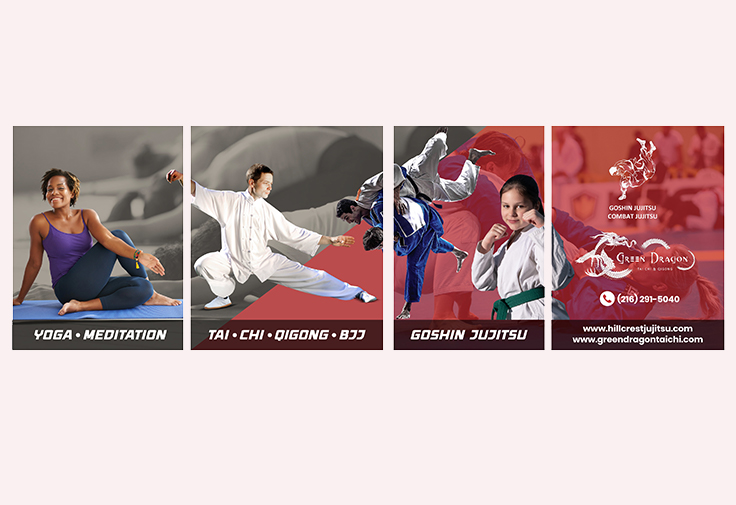 YOGA • MEDITATION
TAI • CHI • QIGONG • BJJ
GOSHIN JUJITSU
GOSHIN JUJITSU
COMBAT JUJITSU
GREEN DRAGON
TAI CHI & QIGONG
(216) 291-5040
www.hillcrestjujitsu.com
www.greendragontaichi.com